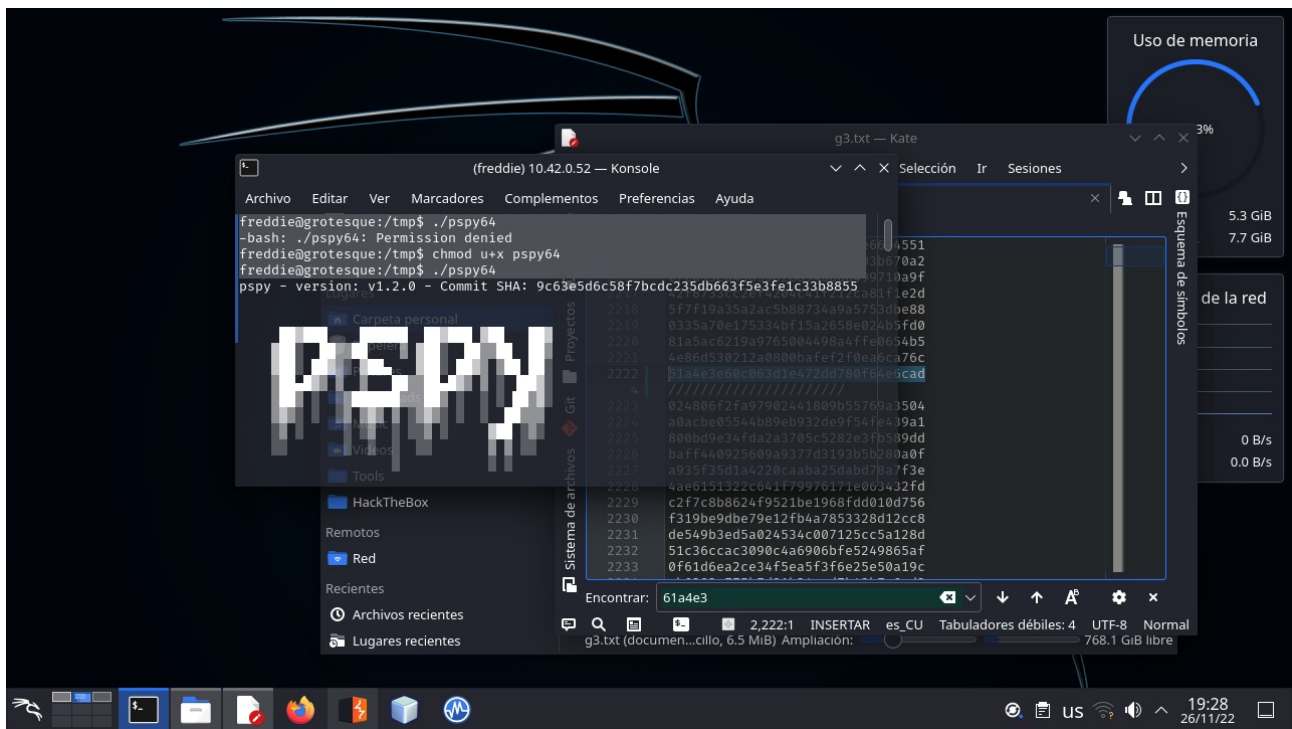 Uso de memoria
3%
5.3 GiB
7.7 GiB
de la red
0 B/s
0.0 B/s
g3.txt — Kate
Selección Ir Sesiones
(freddie) 10.42.0.52 — Konsole
Archivo Editar Ver Marcadores Complementos Preferencias Ayuda
freddie@grotesque:/tmp$ ./pspy64
-bash: ./pspy64: Permission denied
freddie@grotesque:/tmp$ chmod u+x pspy64
freddie@grotesque:/tmp$ ./pspy64
pspy - version: v1.2.0 - Commit SHA: 9c63e5d6c58f7bcdc235db663f5e3fe1c33b8855
pspy
Lugares
Carpeta personal
Música
Videos
Tools
HackTheBox
Remotos
Red
Recientes
Archivos recientes
Lugares recientes
Proyectos
Git
Sistema de archivos
Esquema de símbolos
2218 5f7f19a35a2ac5b88734a9a5753dbe88
2219 0335a70e175334bf15a2658e024b5fd0
2220 81a5ac6219a9765004498a4ffe0654b5
2221 4e86d530212a0800bafef2f0ea6ca76c
2222 61a4e3e60c063d1e472dd780f64e6cad
///////////////////////
2223 024806f2fa97902441809b55769a3504
2224 a0acbe05544b89eb932de9f54fe439a1
2225 800bd9e34fda2a3705c5282e3fb589dd
2226 baff440925609a9377d3193b5b280a0f
2227 a935f35d1a4220caaba25dabd78a7f3e
2228 4ae6151322c641f79976171e063432fd
2229 c2f7c8b8624f9521be1968fdd010d756
2230 f319be9dbe79e12fb4a7853328d12cc8
2231 de549b3ed5a024534c007125cc5a128d
2232 51c36ccac3090c4a6906bfe5249865af
2233 0f61d6ea2ce34f5ea5f3f6e25e50a19c
Encontrar: 61a4e3
2,222:1 INSERTAR es_CU Tabuladores débiles: 4 UTF-8 Normal
g3.txt (documen...cillo, 6.5 MiB) Ampliación: 768.1 GiB libre
us
19:28
26/11/22